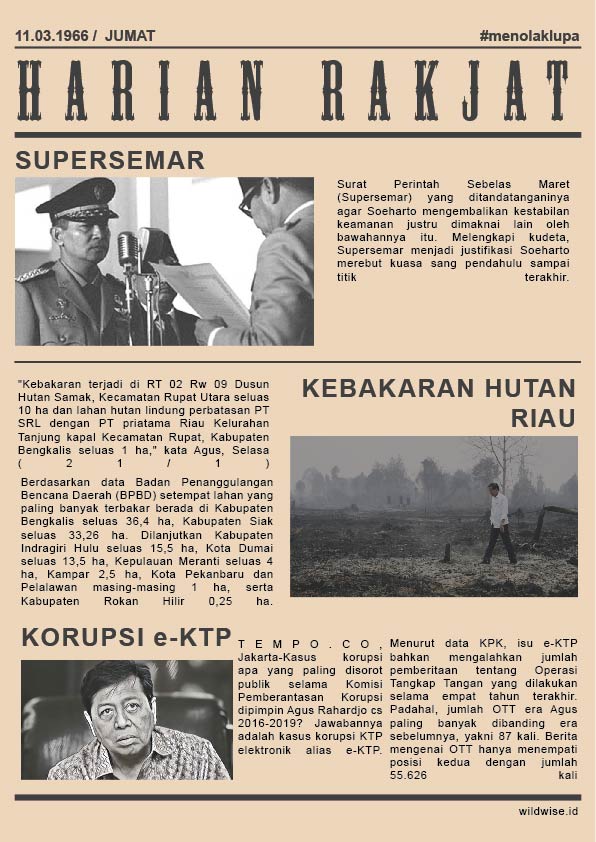 11.03.1966 / JUMAT
#menolaklupa
HARIAN RAKJAT
SUPERSEMAR
Surat Perintah Sebelas Maret
(Supersemar) yang ditandatanganinya
agar Soeharto mengembalikan kestabilan
keamanan justru dimaknai lain oleh
bawahannya itu. Melengkapi kudeta,
Supersemar menjadi justifikasi Soeharto
merebut kuasa sang pendahulu sampai
titik terakhir.
"Kebakaran terjadi di RT 02 Rw 09 Dusun
Hutan Samak, Kecamatan Rupat Utara seluas
10 ha dan lahan hutan lindung perbatasan PT
SRL dengan PT priatama Riau Kelurahan
Tanjung kapal Kecamatan Rupat, Kabupaten
Bengkalis seluas 1 ha," kata Agus, Selasa
( 2 1 / 1 )
Berdasarkan data Badan Penanggulangan
Bencana Daerah (BPBD) setempat lahan yang
paling banyak terbakar berada di Kabupaten
Bengkalis seluas 36,4 ha, Kabupaten Siak
seluas 33,26 ha. Dilanjutkan Kabupaten
Indragiri Hulu seluas 15,5 ha, Kota Dumai
seluas 13,5 ha, Kepulauan Meranti seluas 4
ha, Kampar 2,5 ha, Kota Pekanbaru dan
Pelalawan masing-masing 1 ha, serta
Kabupaten Rokan Hilir 0,25 ha.
KEBAKARAN HUTAN
RIAU
KORUPSI e-KTP
T E M P O . C O ,
Jakarta-Kasus korupsi
apa yang paling disorot
publik selama Komisi
Pemberantasan Korupsi
dipimpin Agus Rahardjo cs
2016-2019? Jawabannya
adalah kasus korupsi KTP
elektronik alias e-KTP.
Menurut data KPK, isu e-KTP
bahkan mengalahkan jumlah
pemberitaan tentang Operasi
Tangkap Tangan yang dilakukan
selama empat tahun terakhir.
Padahal, jumlah OTT era Agus
paling banyak dibanding era
sebelumnya, yakni 87 kali. Berita
mengenai OTT hanya menempati
posisi kedua dengan jumlah
55.626 kali
wildwise.id